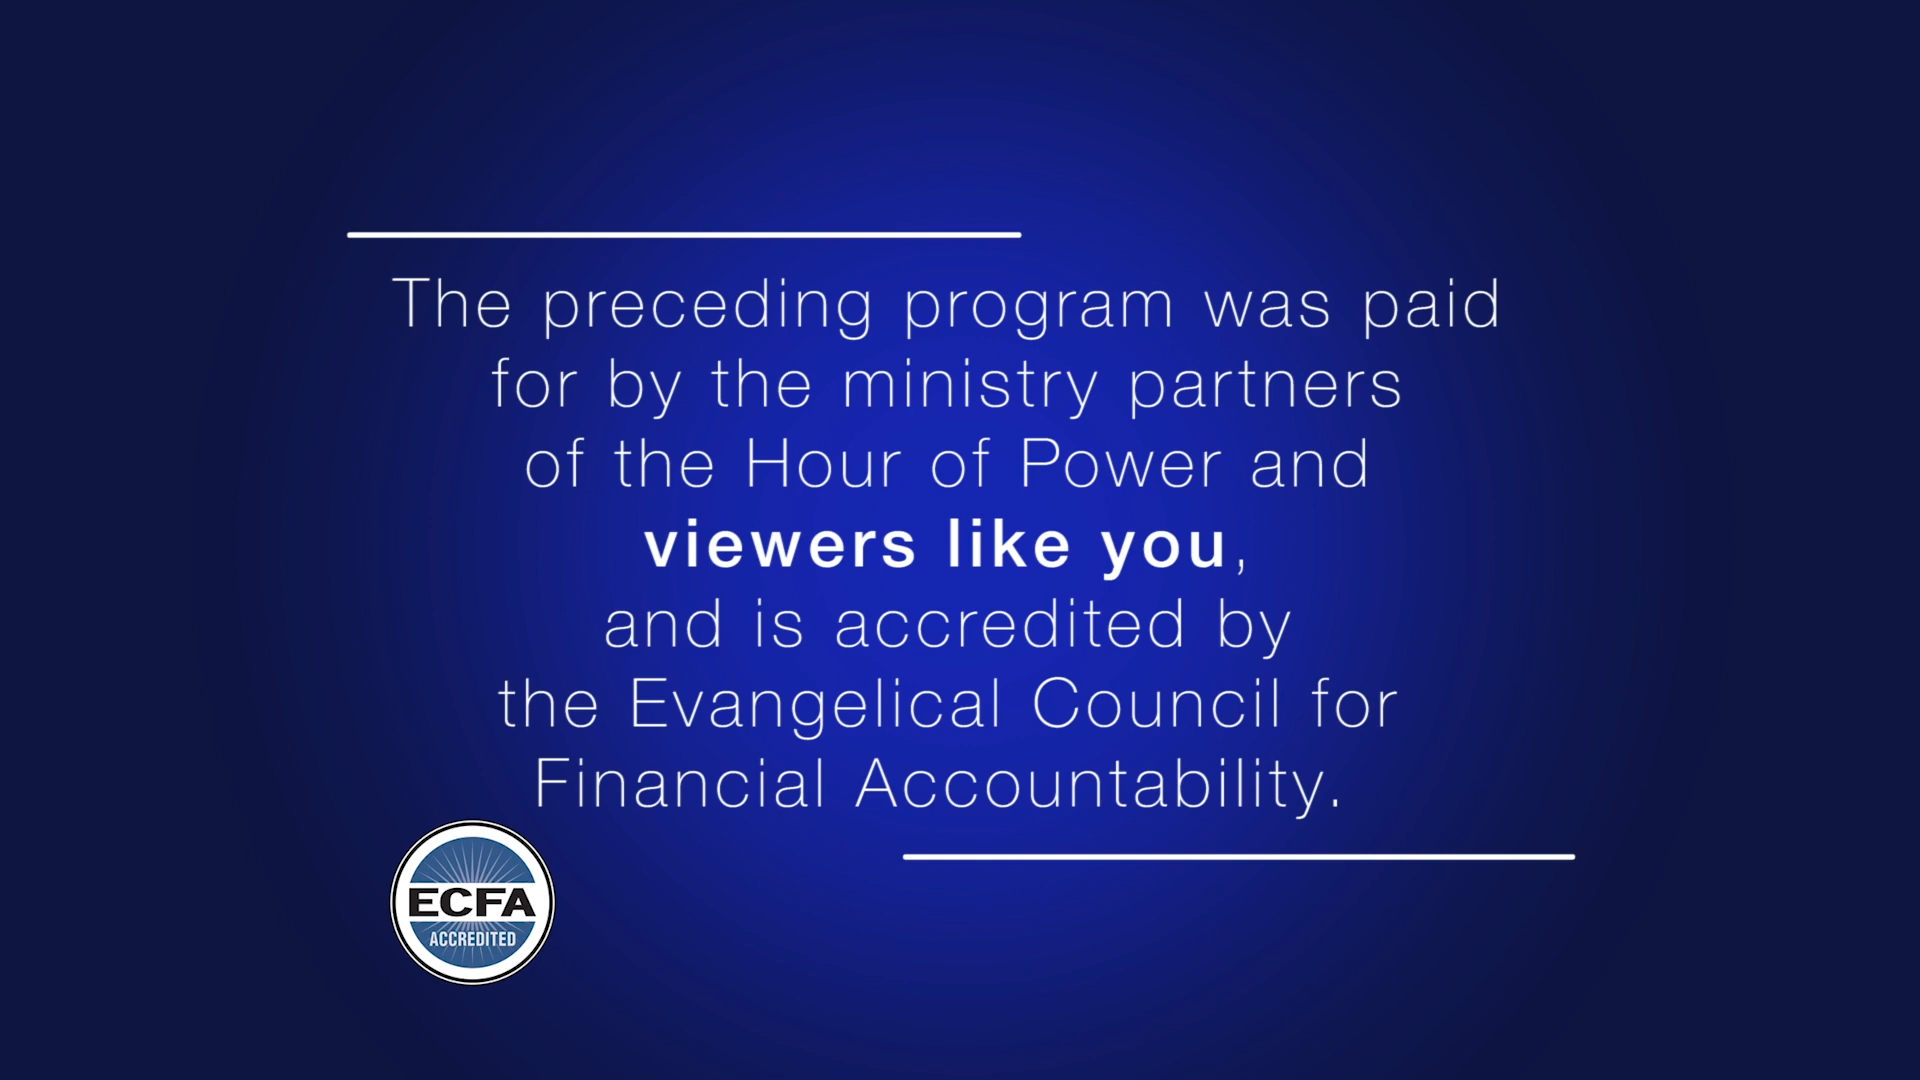 The preceding program was paid
for by the ministry partners
of the Hour of Power and
viewers like you,
and is accredited by
the Evangelical Council for
Financial Accountability.
ECFA
ACCREDITED